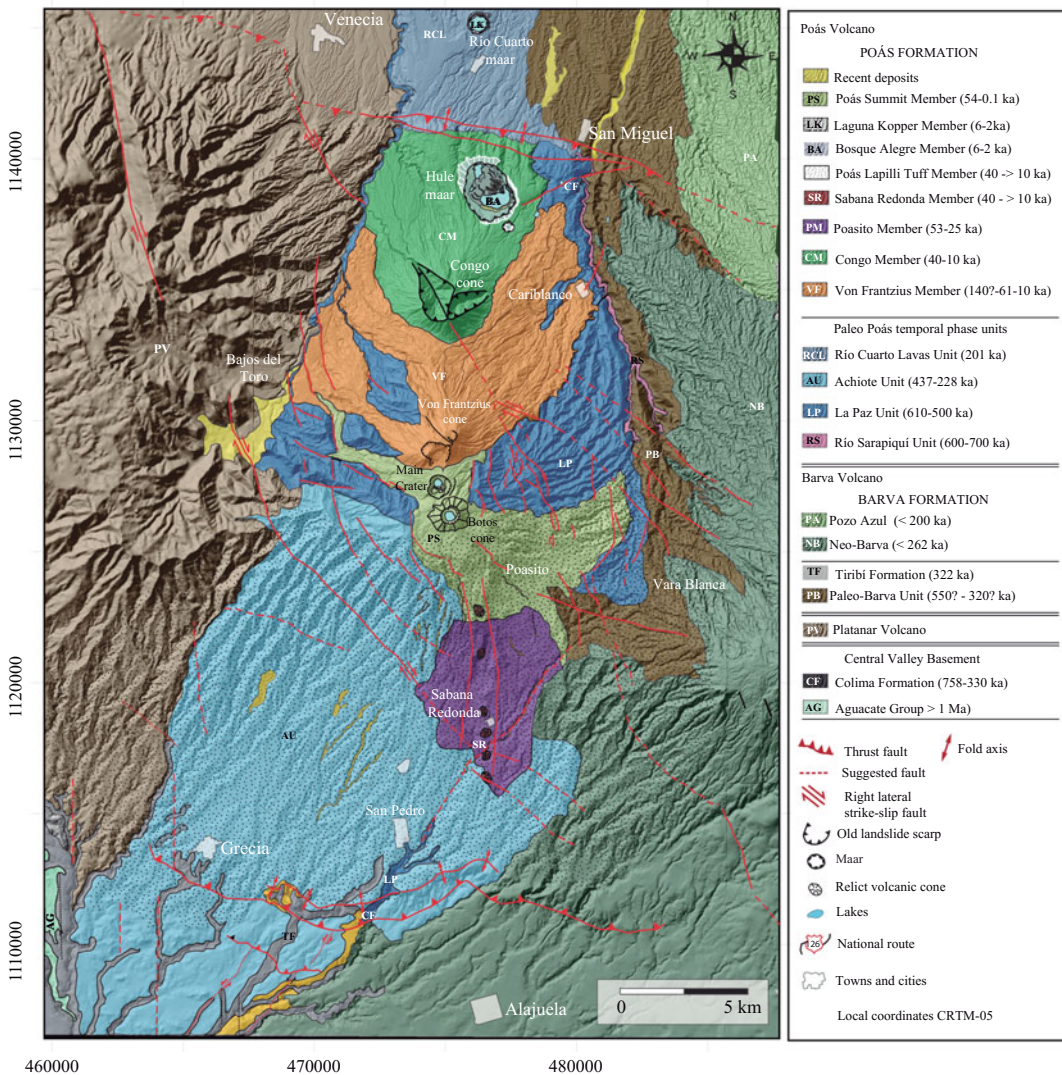 Venecia
RCL
LK
Río Cuarto
maar
N
W
E
S
San Miguel
PA
Hule
maar
BA
CF
CM
Congo
cone
Cariblanco
PV
Bajos del
Toro
RS
VF
NB
Von Frantzius
cone
LP
PB
Main
Crater
Botos
cone
PS
Poasito
Vara Blanca
Sabana
Redonda
SR
AU
San Pedro
Grecia
LP
CF
AG
TF
Alajuela
0 5 km
1140000
1130000
1120000
1110000
460000 470000 480000
Poás Volcano
POÁS FORMATION
Recent deposits
PS Poás Summit Member (54-0.1 ka)
LK Laguna Kopper Member (6-2ka)
BA Bosque Alegre Member (6-2 ka)
Poás Lapilli Tuff Member (40 -> 10 ka)
SR Sabana Redonda Member (40 - > 10 ka)
PM Poasito Member (53-25 ka)
CM Congo Member (40-10 ka)
VF Von Frantzius Member (140?-61-10 ka)
Paleo Poás temporal phase units
RCL Río Cuarto Lavas Unit (201 ka)
AU Achiote Unit (437-228 ka)
LP La Paz Unit (610-500 ka)
RS Río Sarapiquí Unit (600-700 ka)
Barva Volcano
BARVA FORMATION
PA Pozo Azul (< 200 ka)
NB Neo-Barva (< 262 ka)
TF Tiribí Formation (322 ka)
PB Paleo-Barva Unit (550? - 320? ka)
PV Platanar Volcano
Central Valley Basement
CF Colima Formation (758-330 ka)
AG Aguacate Group > 1 Ma)
Thrust fault Fold axis
Suggested fault
Right lateral
strike-slip fault
Old landslide scarp
Maar
Relict volcanic cone
Lakes
26 National route
Towns and cities
Local coordinates CRTM-05